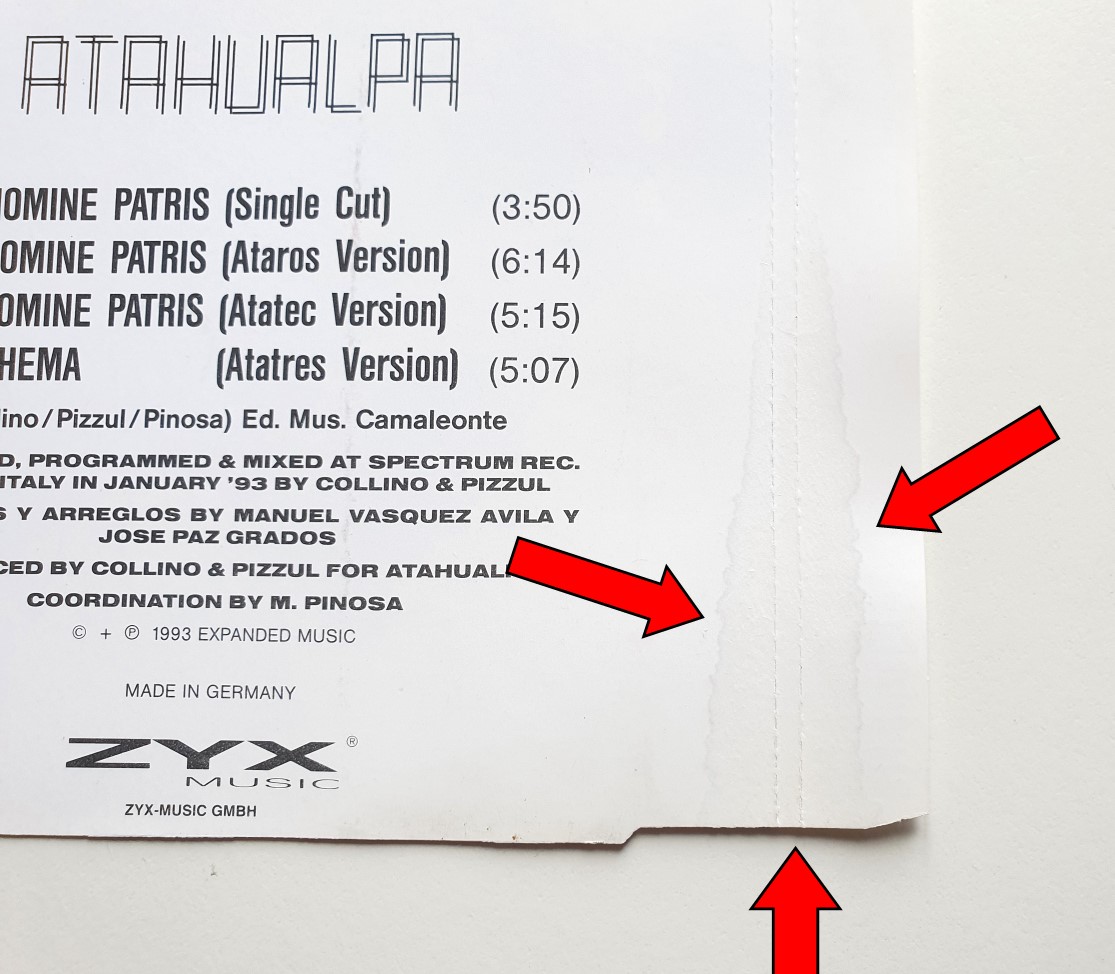 ATAHUALPA
OMINE PATRIS (Single Cut) (3:50)
OMINE PATRIS (Ataros Version) (6:14)
OMINE PATRIS (Atatec Version) (5:15)
HEMA (Atatres Version) (5:07)
ino/Pizzul/Pinosa) Ed. Mus. Camaleonte
D, PROGRAMMED & MIXED AT SPECTRUM REC.
ITALY IN JANUARY '93 BY COLLINO & PIZZUL
S Y ARREGLOS BY MANUEL VASQUEZ AVILA Y
JOSE PAZ GRADOS
CED BY COLLINO & PIZZUL FOR ATAHUAL
COORDINATION BY M. PINOSA
© + ℗ 1993 EXPANDED MUSIC
MADE IN GERMANY
ZYX ®
MUSIC
ZYX-MUSIC GMBH